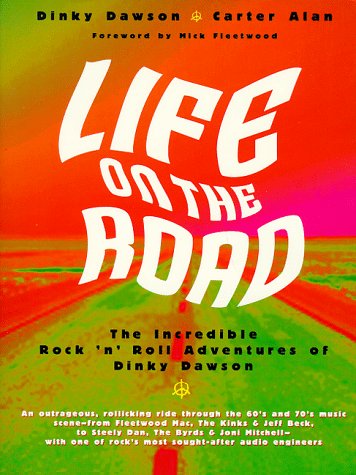 Dinky Dawson ☮ Carter Alan
Foreword by Mick Fleetwood
LIFE
ON THE
ROAD
The Incredible
Rock 'n' Roll Adventures of
Dinky Dawson
An outrageous, rollicking ride through the 60's and 70's music
scene—from Fleetwood Mac, The Kinks & Jeff Beck,
to Steely Dan, The Byrds & Joni Mitchell—
with one of rock's most sought-after audio engineers